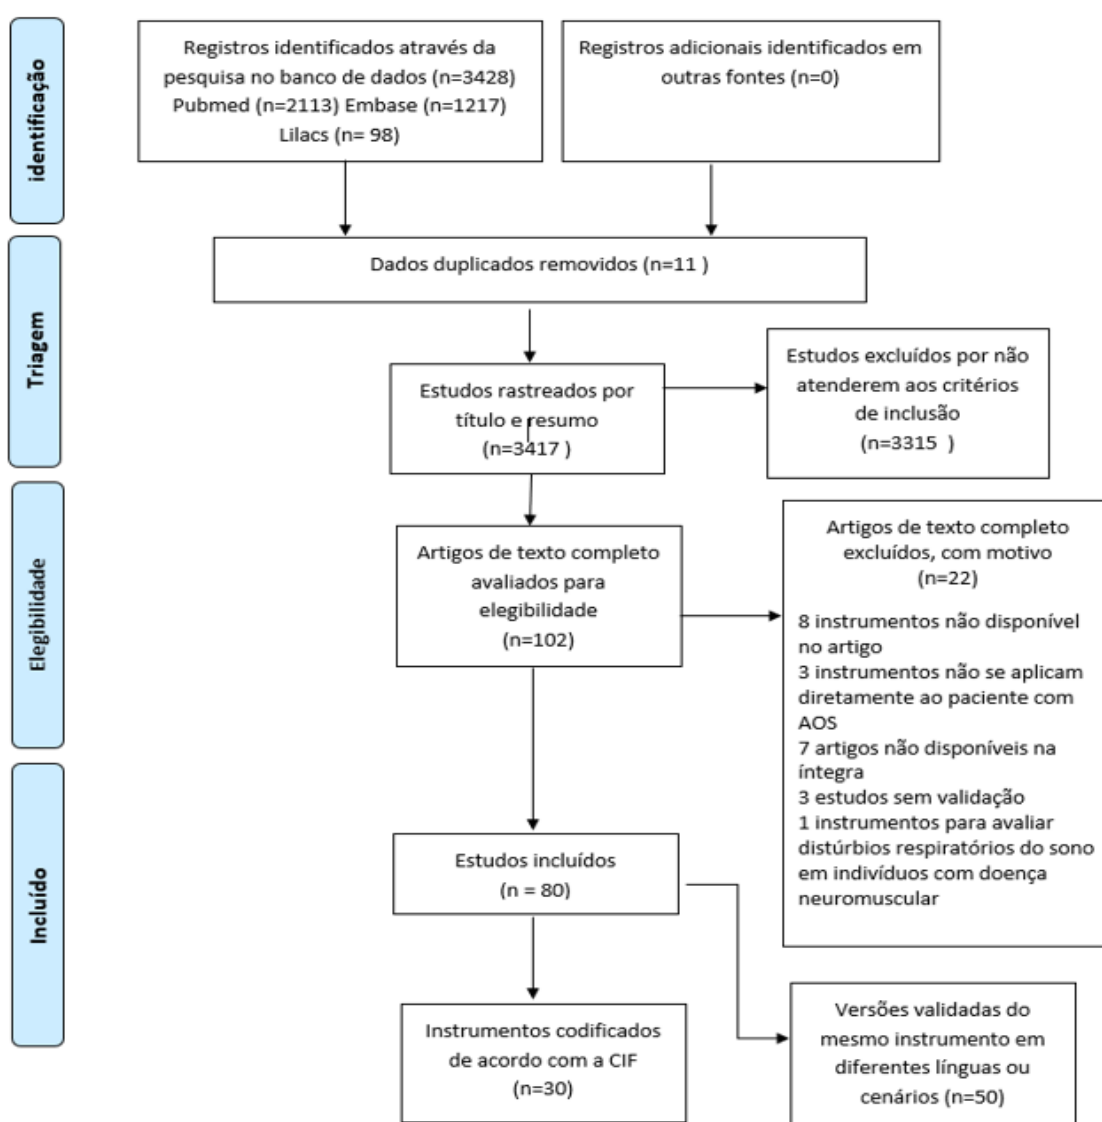 identificação
Registros identificados através da
pesquisa no banco de dados (n=3428)
Pubmed (n=2113) Embase (n=1217)
Lilacs (n= 98)
Registros adicionais identificados em
outras fontes (n=0)
Triagem
Dados duplicados removidos (n=11 )
Estudos rastreados por
título e resumo
(n=3417 )
Estudos excluídos por não
atenderem aos critérios
de inclusão
(n=3315 )
Elegibilidade
Artigos de texto completo
avaliados para
elegibilidade
(n=102)
Artigos de texto completo
excluídos, com motivo
(n=22)
8 instrumentos não disponível
no artigo
3 instrumentos não se aplicam
diretamente ao paciente com
AOS
7 artigos não disponíveis na
íntegra
3 estudos sem validação
1 instrumentos para avaliar
distúrbios respiratórios do sono
em indivíduos com doença
neuromuscular
Incluído
Estudos incluídos
(n = 80)
Instrumentos codificados
de acordo com a CIF
(n=30)
Versões validadas do
mesmo instrumento em
diferentes línguas ou
cenários (n=50)